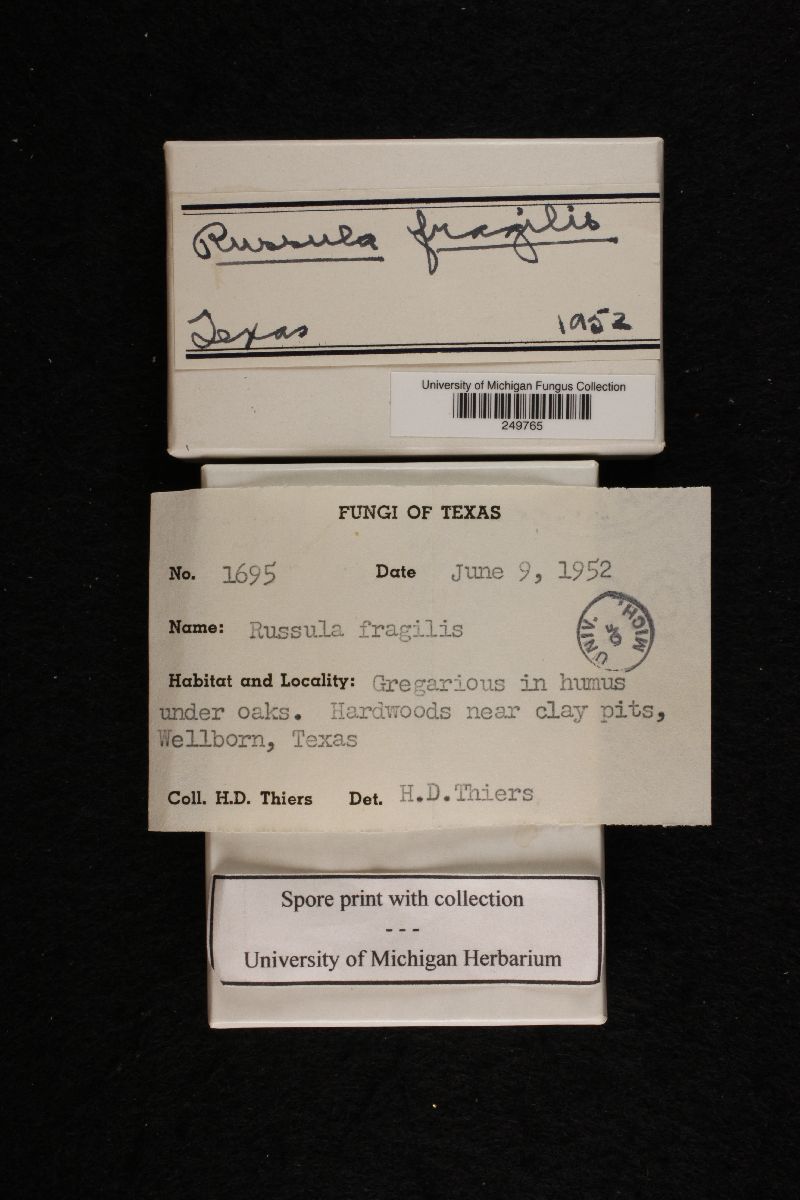 Russula fragilis
Texas 1952
University of Michigan Fungus Collection
249765
FUNGI OF TEXAS
No. 1695 Date June 9, 1952
Name: Russula fragilis
UNIV. OF MICH.
Habitat and Locality: Gregarious in humus
under oaks. Hardwoods near clay pits,
Wellborn, Texas
Coll. H.D. Thiers Det. H.D.Thiers
Spore print with collection
---
University of Michigan Herbarium